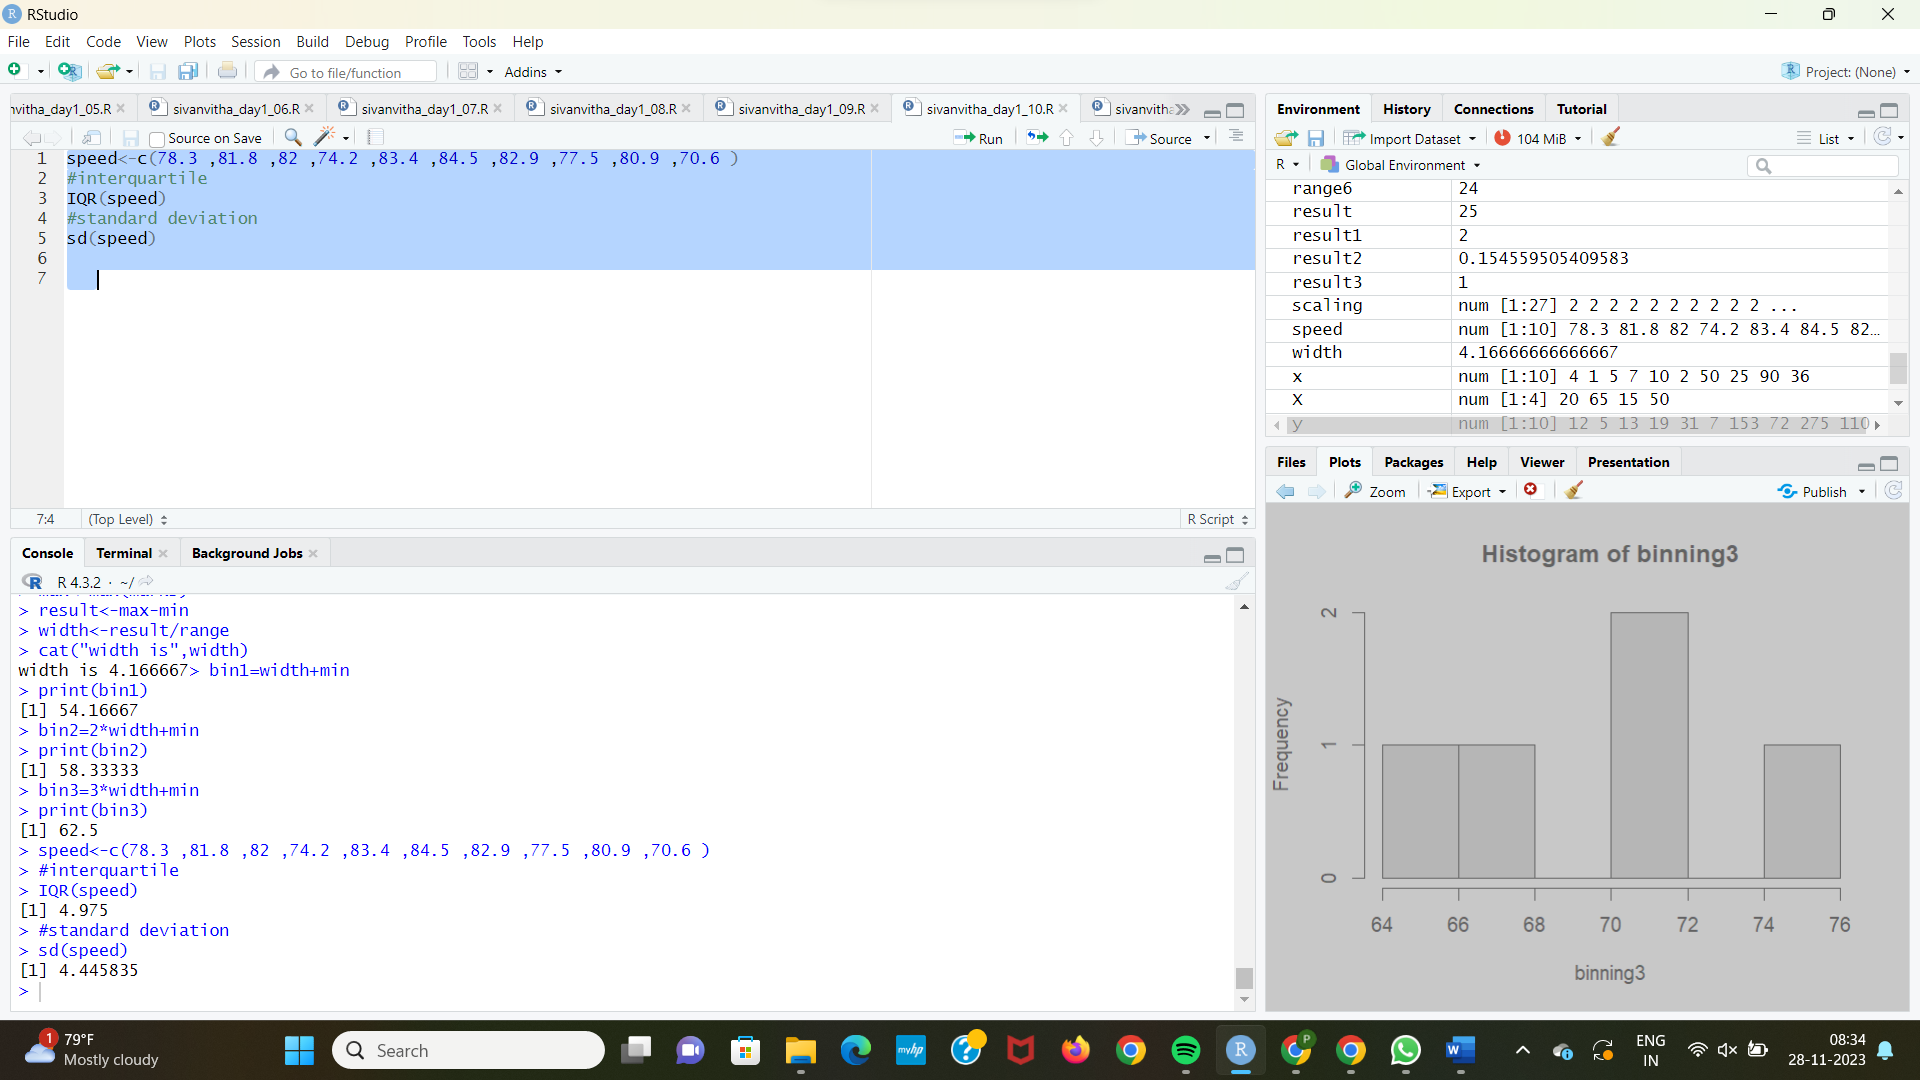 RStudio
File Edit Code View Plots Session Build Debug Profile Tools Help
Go to file/function Addins Project: (None)
nvitha_day1_05.R sivanvitha_day1_06.R sivanvitha_day1_07.R sivanvitha_day1_08.R sivanvitha_day1_09.R sivanvitha_day1_10.R sivanvitha
Source on Save Run Source
1 speed<-c(78.3 ,81.8 ,82 ,74.2 ,83.4 ,84.5 ,82.9 ,77.5 ,80.9 ,70.6 )
2 #interquartile
3 IQR(speed)
4 #standard deviation
5 sd(speed)
6
7
7:4 (Top Level) R Script
Console Terminal Background Jobs
R 4.3.2 · ~/
> result<-max-min
> width<-result/range
> cat("width is",width)
width is 4.166667> bin1=width+min
> print(bin1)
[1] 54.16667
> bin2=2*width+min
> print(bin2)
[1] 58.33333
> bin3=3*width+min
> print(bin3)
[1] 62.5
> speed<-c(78.3 ,81.8 ,82 ,74.2 ,83.4 ,84.5 ,82.9 ,77.5 ,80.9 ,70.6 )
> #interquartile
> IQR(speed)
[1] 4.975
> #standard deviation
> sd(speed)
[1] 4.445835
>
Environment History Connections Tutorial
Import Dataset 104 MiB List
R Global Environment
range6 24
result 25
result1 2
result2 0.154559505409583
result3 1
scaling num [1:27] 2 2 2 2 2 2 2 2 2 2 ...
speed num [1:10] 78.3 81.8 82 74.2 83.4 84.5 82…
width 4.16666666666667
x num [1:10] 4 1 5 7 10 2 50 25 90 36
X num [1:4] 20 65 15 50
y num [1:10] 12 5 13 19 31 7 153 72 275 110
Files Plots Packages Help Viewer Presentation
Zoom Export Publish
Histogram of binning3
Frequency
2
1
0
64 66 68 70 72 74 76
binning3
1 79°F
Mostly cloudy
Search
myhp
ENG
IN
08:34
28-11-2023